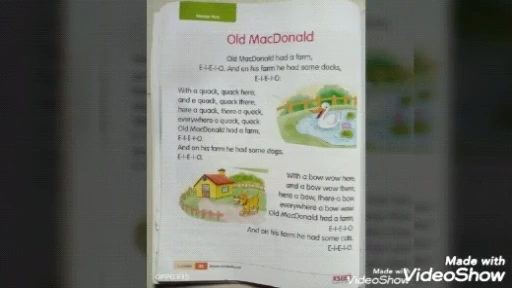 Old MacDonald
Old MacDonald had a farm,
E-I-E-I-O. And on his farm he had some ducks,
E-I-E-I-O.
With a quack, quack here,
and a quack, quack there,
here a quack, there a quack,
everywhere a quack, quack
Old MacDonald had a farm,
E-I-E-I-O.
And on his farm he had some dogs,
E-I-E-I-O.
With a bow wow here,
and a bow wow there,
here a bow, there a bow
everywhere a bow wow
Old MacDonald had a farm,
E-I-E-I-O.
And on his farm he had some cats,
E-I-E-I-O.
Made with
VideoShow
Made with
VideoShow